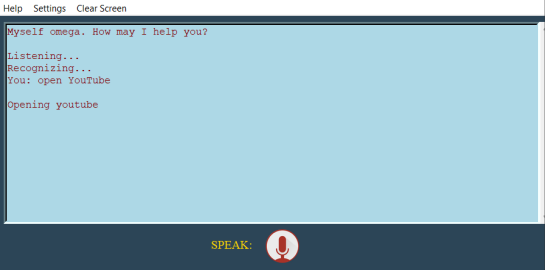 Help Settings Clear Screen
Myself omega. How may I help you?
Listening...
Recognizing...
You: open YouTube
Opening youtube
SPEAK: